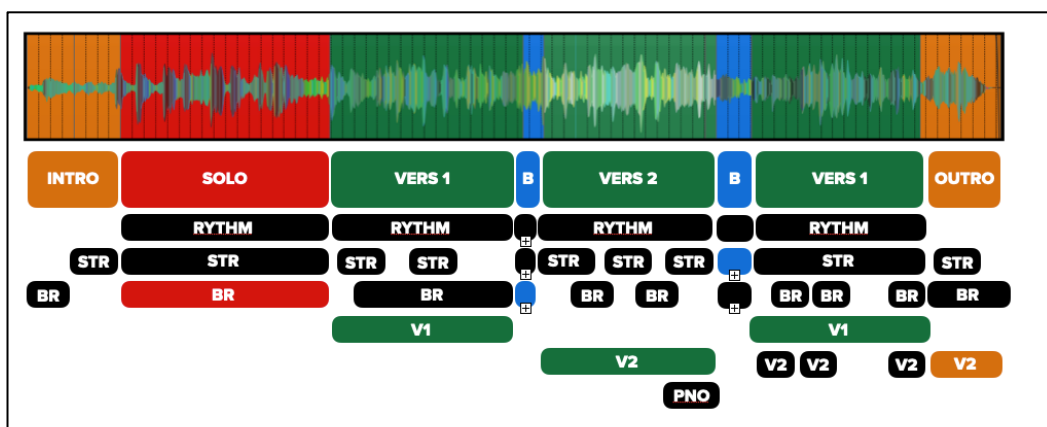 INTRO SOLO VERS 1 B VERS 2 B VERS 1 OUTRO
RYTHM RYTHM RYTHM RYTHM
STR STR STR STR STR STR STR STR STR
BR BR BR BR BR BR BR BR BR
V1 V1
V2 V2 V2 V2 V2
PNO